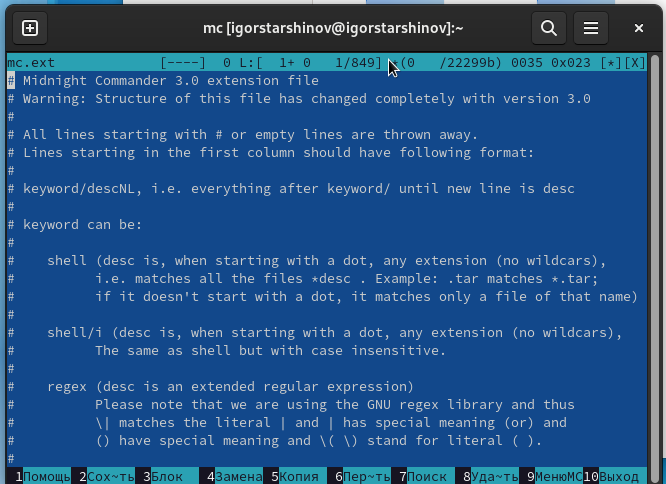 mc [igorstarshinov@igorstarshinov]:~
mc.ext [----] 0 L:[ 1+ 0 1/849] *(0 /22299b) 0035 0x023 [*][X]
# Midnight Commander 3.0 extension file
# Warning: Structure of this file has changed completely with version 3.0
#
# All lines starting with # or empty lines are thrown away.
# Lines starting in the first column should have following format:
#
# keyword/descNL, i.e. everything after keyword/ until new line is desc
#
# keyword can be:
#
#    shell (desc is, when starting with a dot, any extension (no wildcars),
#          i.e. matches all the files *desc . Example: .tar matches *.tar;
#          if it doesn't start with a dot, it matches only a file of that name)
#
#    shell/i (desc is, when starting with a dot, any extension (no wildcars),
#          The same as shell but with case insensitive.
#
#    regex (desc is an extended regular expression)
#          Please note that we are using the GNU regex library and thus
#          \| matches the literal | and | has special meaning (or) and
#          () have special meaning and \( \) stand for literal ( ).
#
1Помощь 2Сох~ть 3Блок 4Замена 5Копия 6Пер~ть 7Поиск 8Уда~ть 9МенюMC 10Выход